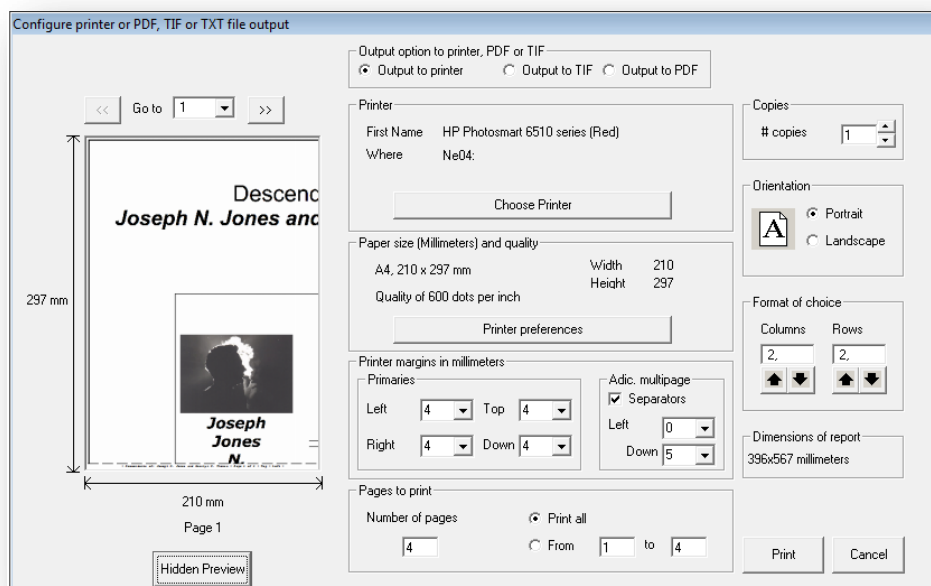 Configure printer or PDF, TIF or TXT file output
Output option to printer, PDF or TIF
Output to printer Output to TIF Output to PDF
<< Go to 1 >>
Descend
Joseph N. Jones and
297 mm
Joseph
Jones
N.
210 mm
Page 1
Hidden Preview
Printer
First Name HP Photosmart 6510 series (Red)
Where Ne04:
Choose Printer
Paper size (Millimeters) and quality
A4, 210 x 297 mm Width 210
Height 297
Quality of 600 dots per inch
Printer preferences
Printer margins in millimeters
Primaries
Left 4 Top 4
Right 4 Down 4
Adic. multipage
Separators
Left 0
Down 5
Pages to print
Number of pages Print all
4 From 1 to 4
Copies
# copies 1
Orientation
A
Portrait
Landscape
Format of choice
Columns Rows
2, 2,
Dimensions of report
396x567 millimeters
Print Cancel